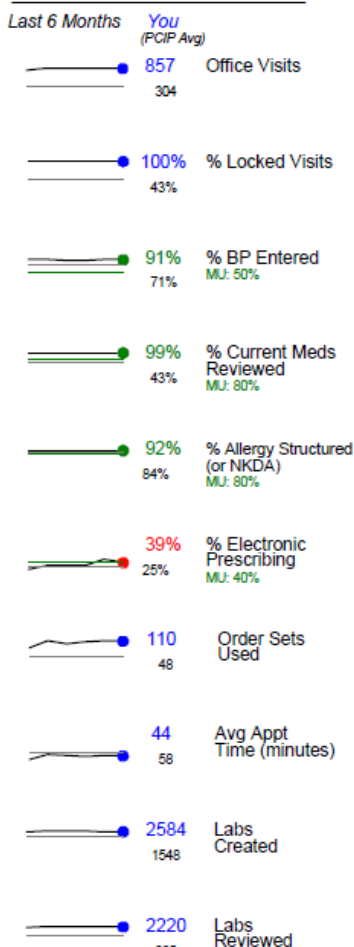 Last 6 Months You
(PCIP Avg)
857 Office Visits
304
100% % Locked Visits
43%
91% % BP Entered
71% MU: 50%
99% % Current Meds
Reviewed
43% MU: 80%
92% % Allergy Structured
(or NKDA)
84% MU: 80%
39% % Electronic
Prescribing
25% MU: 40%
110 Order Sets
Used
48
44 Avg Appt
Time (minutes)
58
2584 Labs
Created
1548
2220 Labs
Reviewed